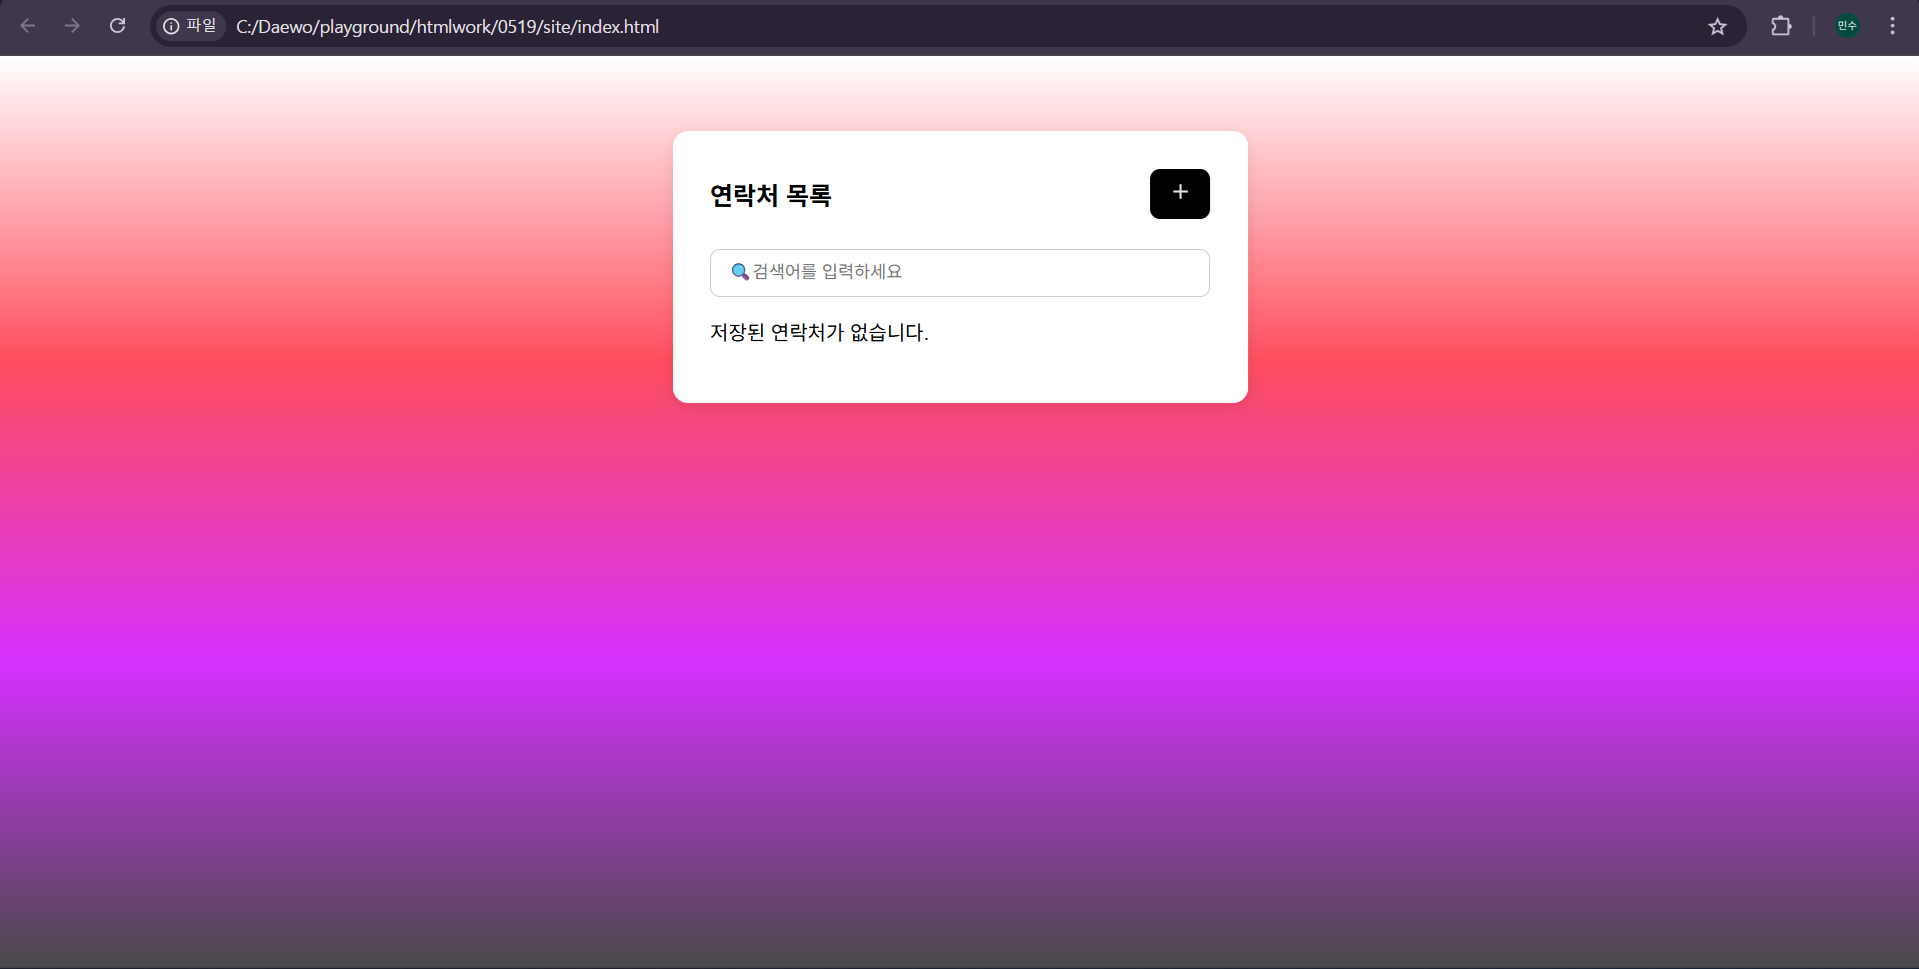 파일 C:/Daewo/playground/htmlwork/0519/site/index.html 민수
연락처 목록 +
🔍 검색어를 입력하세요
저장된 연락처가 없습니다.